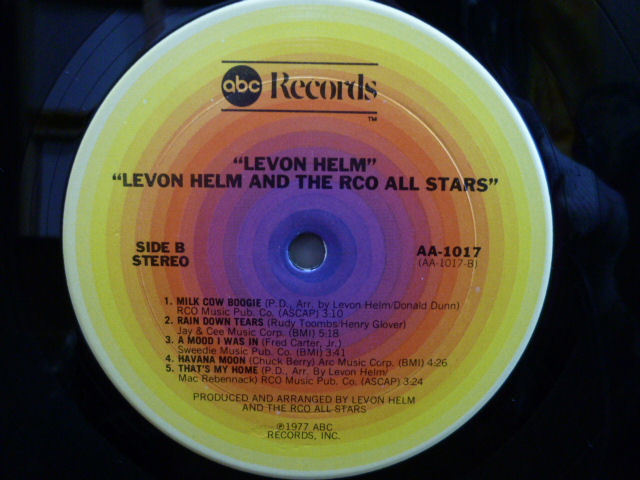 abc Records
TM
"LEVON HELM"
"LEVON HELM AND THE RCO ALL STARS"
SIDE B
STEREO
AA-1017
(AA-1017-B)
1. MILK COW BOOGIE (P.D., Arr. by Levon Helm/Donald Dunn)
RCO Music Pub. Co. (ASCAP) 3:10
2. RAIN DOWN TEARS (Rudy Toombs/Henry Glover)
Jay & Cee Music Corp. (BMI) 5:18
3. A MOOD I WAS IN (Fred Carter, Jr.)
Sweedie Music Pub. Co. (BMI) 3:41
4. HAVANA MOON (Chuck Berry) Arc Music Corp. (BMI) 4:26
5. THAT'S MY HOME (P.D., Arr. By Levon Helm/
Mac Rebennack) RCO Music Pub. Co. (ASCAP) 3:24
PRODUCED AND ARRANGED BY LEVON HELM
AND THE RCO ALL STARS
℗1977 ABC
RECORDS, INC.